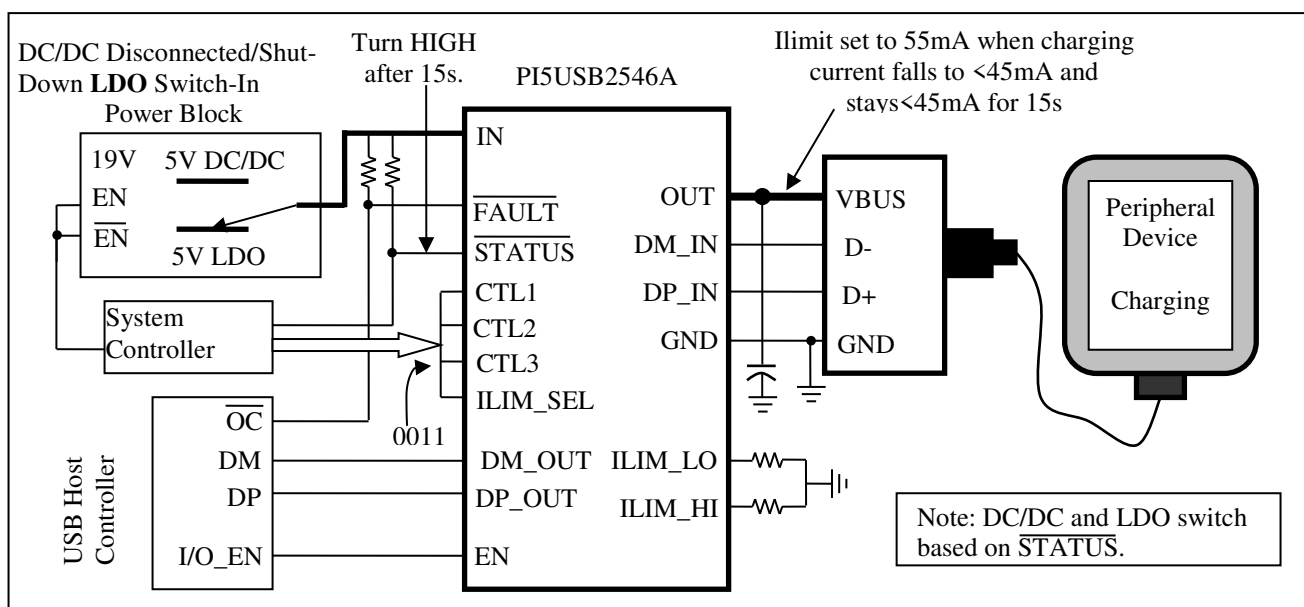 DC/DC Disconnected/Shut-
Down LDO Switch-In
Power Block
Turn HIGH
after 15s.
PI5USB2546A
Ilimit set to 55mA when charging
current falls to <45mA and
stays<45mA for 15s
19V
5V DC/DC
EN
EN
5V LDO
System
Controller
USB Host
Controller
OC
DM
DP
I/O_EN
0011
IN
FAULT
STATUS
CTL1
CTL2
CTL3
ILIM_SEL
DM_OUT
DP_OUT
EN
OUT
DM_IN
DP_IN
GND
ILIM_LO
ILIM_HI
VBUS
D-
D+
GND
Peripheral
Device
Charging
Note: DC/DC and LDO switch
based on STATUS.